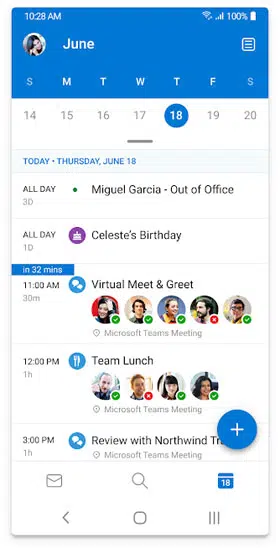 10:28 AM 100%
June
S M T W T F S
14 15 16 17 18 19 20
TODAY • THURSDAY, JUNE 18
ALL DAY Miguel Garcia - Out of Office
3D
ALL DAY Celeste's Birthday
1D
in 32 mins
11:00 AM Virtual Meet & Greet
30m
Microsoft Teams Meeting
12:00 PM Team Lunch
1h
Microsoft Teams Meeting
3:00 PM Review with Northwind Tr
1h
Microsoft Teams Meeting
18